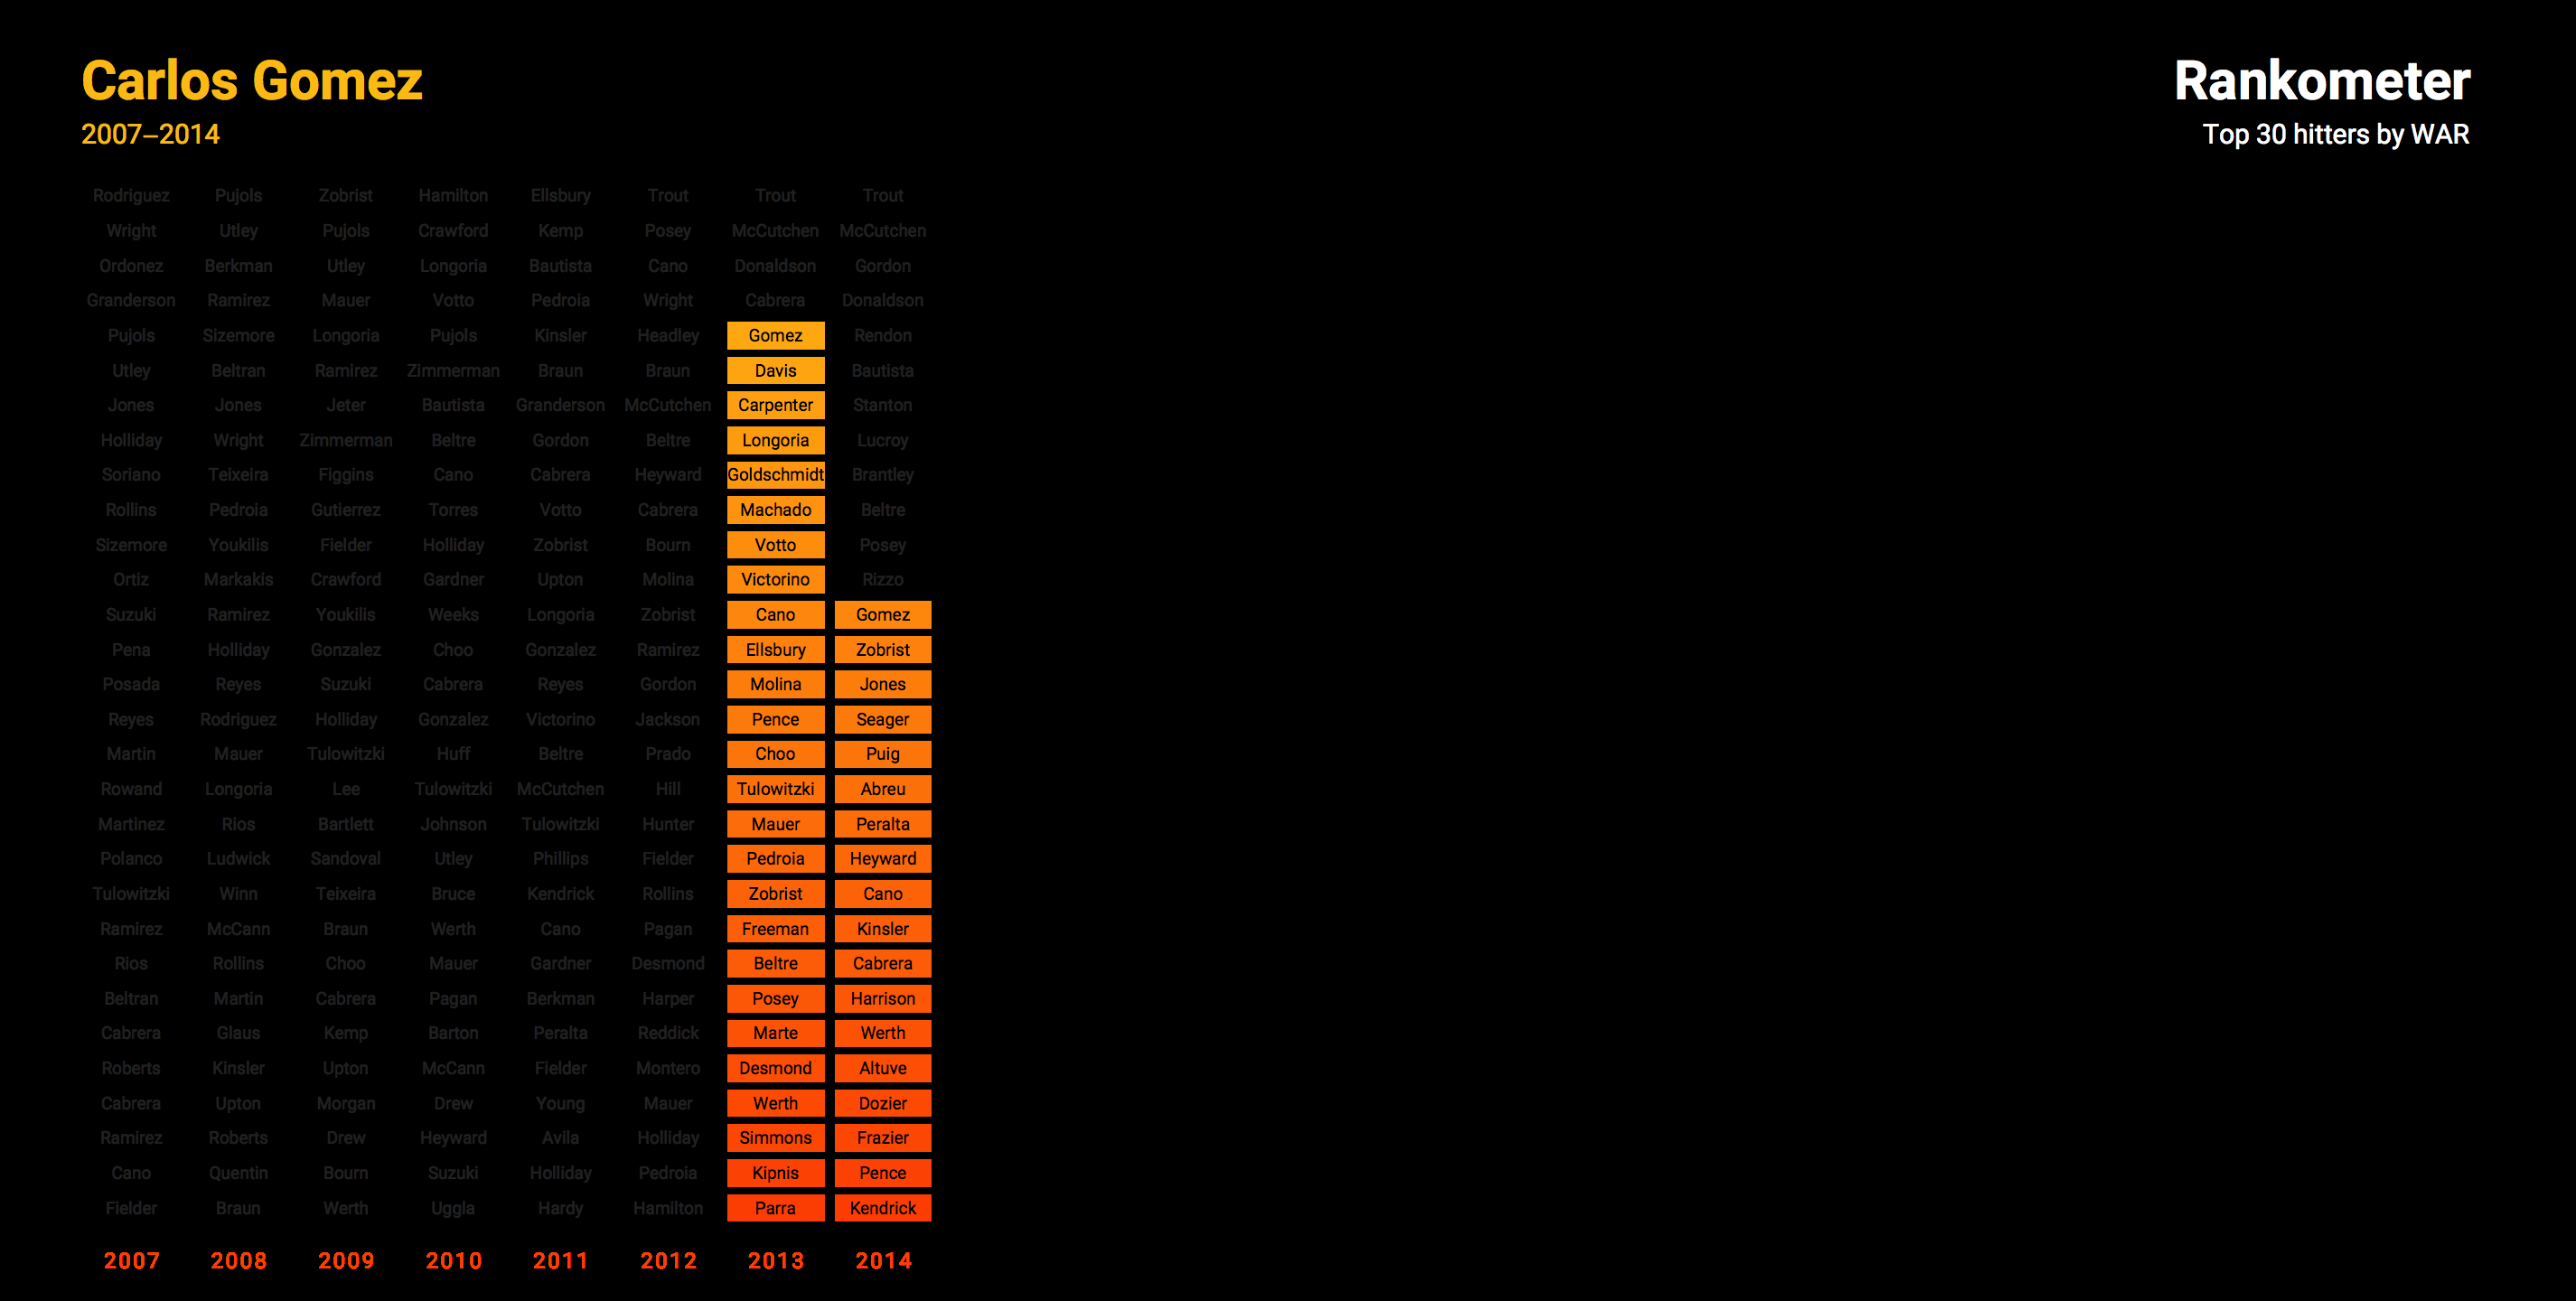 Carlos Gomez
2007–2014
Rankometer
Top 30 hitters by WAR
Rodriguez Pujols Zobrist Hamilton Ellsbury Trout Trout Trout
Wright Utley Pujols Crawford Kemp Posey McCutchen McCutchen
Ordonez Berkman Utley Longoria Bautista Cano Donaldson Gordon
Granderson Ramirez Mauer Votto Pedroia Wright Cabrera Donaldson
Pujols Sizemore Longoria Pujols Kinsler Headley Gomez Rendon
Utley Beltran Ramirez Zimmerman Braun Braun Davis Bautista
Jones Jones Jeter Bautista Granderson McCutchen Carpenter Stanton
Holliday Wright Zimmerman Beltre Gordon Beltre Longoria Lucroy
Soriano Teixeira Figgins Cano Cabrera Heyward Goldschmidt Brantley
Rollins Pedroia Gutierrez Torres Votto Cabrera Machado Beltre
Sizemore Youkilis Fielder Holliday Zobrist Bourn Votto Posey
Ortiz Markakis Crawford Gardner Upton Molina Victorino Rizzo
Suzuki Ramirez Youkilis Weeks Longoria Zobrist Cano Gomez
Pena Holliday Gonzalez Choo Gonzalez Ramirez Ellsbury Zobrist
Posada Reyes Suzuki Cabrera Reyes Gordon Molina Jones
Reyes Rodriguez Holliday Gonzalez Victorino Jackson Pence Seager
Martin Mauer Tulowitzki Huff Beltre Prado Choo Puig
Rowand Longoria Lee Tulowitzki McCutchen Hill Tulowitzki Abreu
Martinez Rios Bartlett Johnson Tulowitzki Hunter Mauer Peralta
Polanco Ludwick Sandoval Utley Phillips Fielder Pedroia Heyward
Tulowitzki Winn Teixeira Bruce Kendrick Rollins Zobrist Cano
Ramirez McCann Braun Werth Cano Pagan Freeman Kinsler
Rios Rollins Choo Mauer Gardner Desmond Beltre Cabrera
Beltran Martin Cabrera Pagan Berkman Harper Posey Harrison
Cabrera Glaus Kemp Barton Peralta Reddick Marte Werth
Roberts Kinsler Upton McCann Fielder Montero Desmond Altuve
Cabrera Upton Morgan Drew Young Mauer Werth Dozier
Ramirez Roberts Drew Heyward Avila Holliday Simmons Frazier
Cano Quentin Bourn Suzuki Holliday Pedroia Kipnis Pence
Fielder Braun Werth Uggla Hardy Hamilton Parra Kendrick
2007 2008 2009 2010 2011 2012 2013 2014